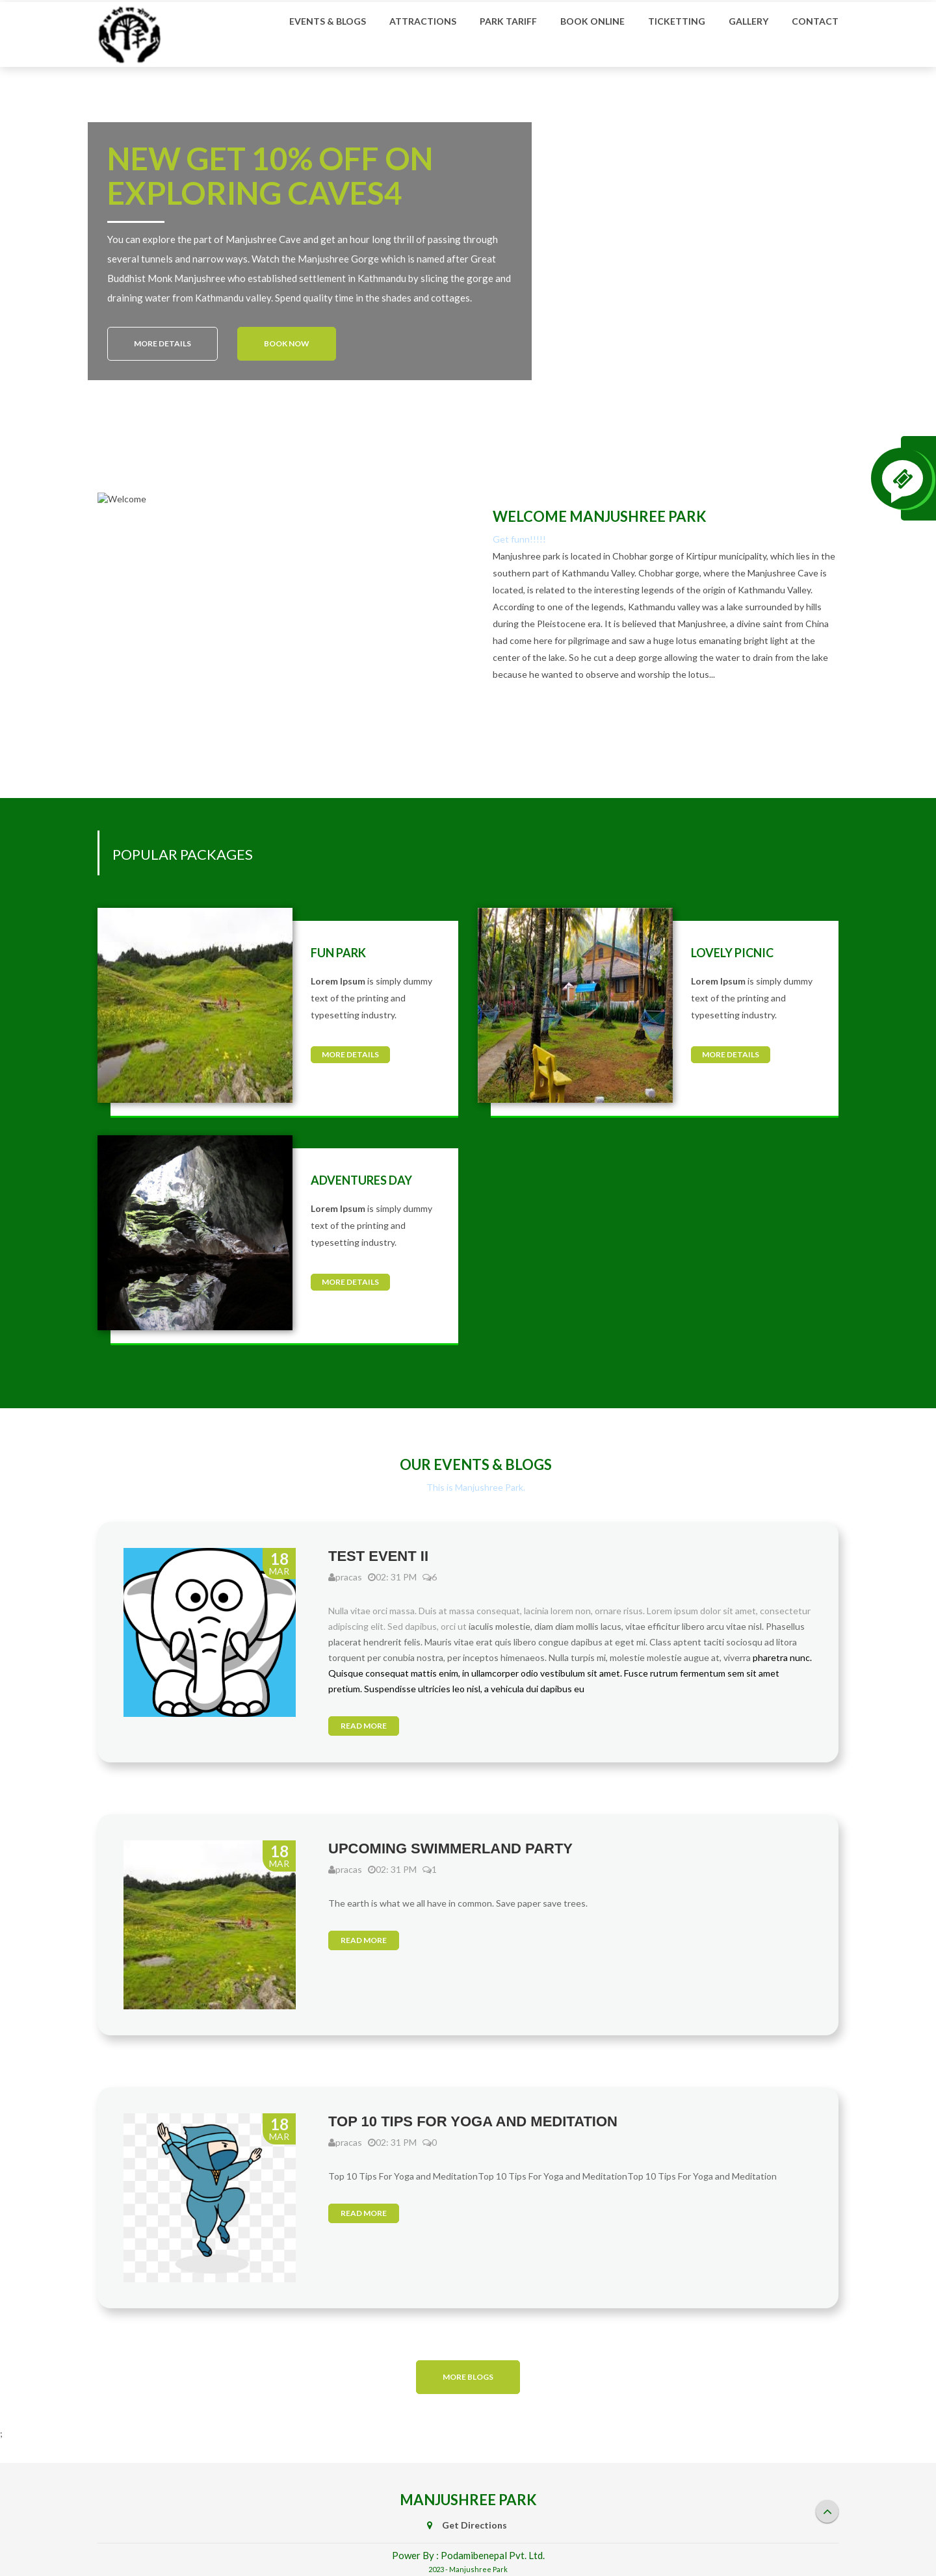 EVENTS & BLOGS ATTRACTIONS PARK TARIFF BOOK ONLINE TICKETTING GALLERY CONTACT
NEW GET 10% OFF ON
EXPLORING CAVES4
You can explore the part of Manjushree Cave and get an hour long thrill of passing through
several tunnels and narrow ways. Watch the Manjushree Gorge which is named after Great
Buddhist Monk Manjushree who established settlement in Kathmandu by slicing the gorge and
draining water from Kathmandu valley. Spend quality time in the shades and cottages.
MORE DETAILS BOOK NOW
Welcome
WELCOME MANJUSHREE PARK
Get funn!!!!!
Manjushree park is located in Chobhar gorge of Kirtipur municipality, which lies in the
southern part of Kathmandu Valley. Chobhar gorge, where the Manjushree Cave is
located, is related to the interesting legends of the origin of Kathmandu Valley.
According to one of the legends, Kathmandu valley was a lake surrounded by hills
during the Pleistocene era. It is believed that Manjushree, a divine saint from China
had come here for pilgrimage and saw a huge lotus emanating bright light at the
center of the lake. So he cut a deep gorge allowing the water to drain from the lake
because he wanted to observe and worship the lotus...
POPULAR PACKAGES
FUN PARK
Lorem Ipsum is simply dummy
text of the printing and
typesetting industry.
MORE DETAILS
LOVELY PICNIC
Lorem Ipsum is simply dummy
text of the printing and
typesetting industry.
MORE DETAILS
ADVENTURES DAY
Lorem Ipsum is simply dummy
text of the printing and
typesetting industry.
MORE DETAILS
OUR EVENTS & BLOGS
This is Manjushree Park.
18
MAR
TEST EVENT II
pracas 02: 31 PM 6
Nulla vitae orci massa. Duis at massa consequat, lacinia lorem non, ornare risus. Lorem ipsum dolor sit amet, consectetur
adipiscing elit. Sed dapibus, orci ut iaculis molestie, diam diam mollis lacus, vitae efficitur libero arcu vitae nisl. Phasellus
placerat hendrerit felis. Mauris vitae erat quis libero congue dapibus at eget mi. Class aptent taciti sociosqu ad litora
torquent per conubia nostra, per inceptos himenaeos. Nulla turpis mi, molestie molestie augue at, viverra pharetra nunc.
Quisque consequat mattis enim, in ullamcorper odio vestibulum sit amet. Fusce rutrum fermentum sem sit amet
pretium. Suspendisse ultricies leo nisl, a vehicula dui dapibus eu
READ MORE
18
MAR
UPCOMING SWIMMERLAND PARTY
pracas 02: 31 PM 1
The earth is what we all have in common. Save paper save trees.
READ MORE
18
MAR
TOP 10 TIPS FOR YOGA AND MEDITATION
pracas 02: 31 PM 0
Top 10 Tips For Yoga and MeditationTop 10 Tips For Yoga and MeditationTop 10 Tips For Yoga and Meditation
READ MORE
MORE BLOGS
;
MANJUSHREE PARK
Get Directions
Power By : Podamibenepal Pvt. Ltd.
2023 - Manjushree Park